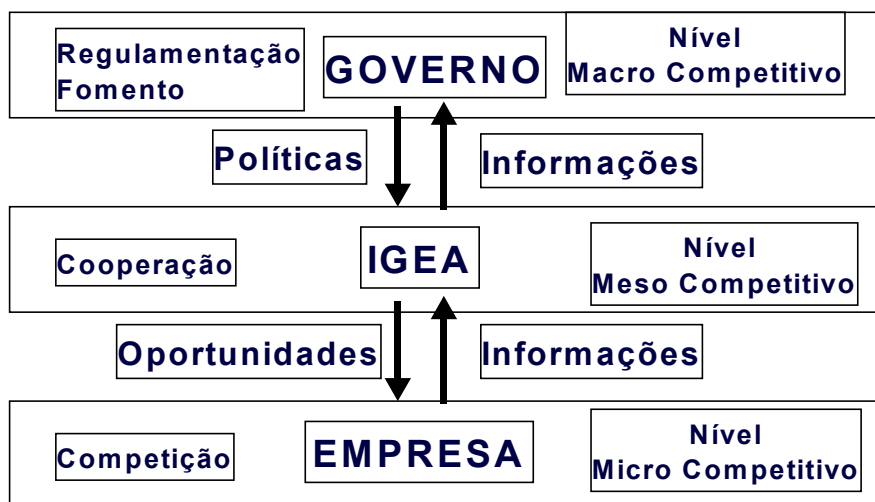 Regulamentação
Fomento
GOVERNO
Nível
Macro Competitivo
Políticas
Informações
Cooperação
IGEA
Nível
Meso Competitivo
Oportunidades
Informações
Competição
EMPRESA
Nível
Micro Competitivo